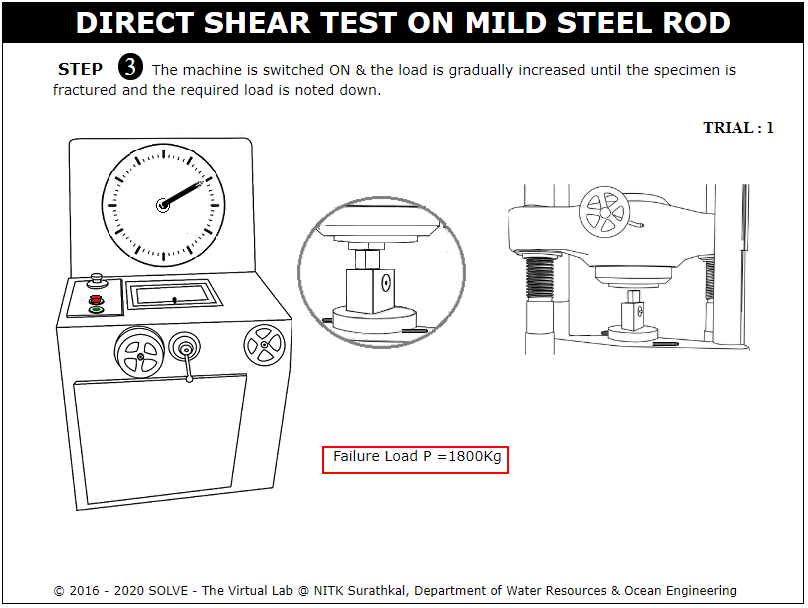 DIRECT SHEAR TEST ON MILD STEEL ROD
STEP 3 The machine is switched ON & the load is gradually increased until the specimen is
fractured and the required load is noted down.
TRIAL : 1
Failure Load P =1800Kg
© 2016 - 2020 SOLVE - The Virtual Lab @ NITK Surathkal, Department of Water Resources & Ocean Engineering